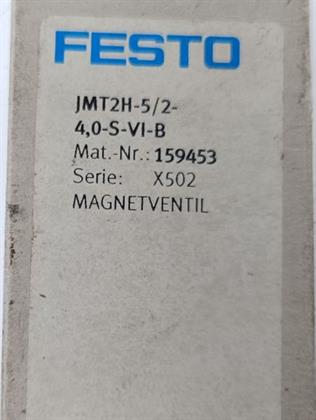 FESTO
JMT2H-5/2-
4,0-S-VI-B
Mat.-Nr.: 159453
Serie: X502
MAGNETVENTIL